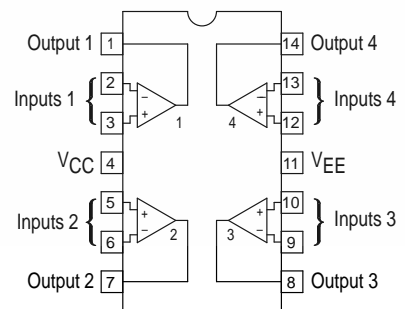 Output 1 1 14 Output 4
Inputs 1 { 2 − − 13 } Inputs 4
3 + + 12
1 4
VCC 4 11 VEE
Inputs 2 { 5 + + 10 } Inputs 3
6 − − 9
2 3
Output 2 7 8 Output 3